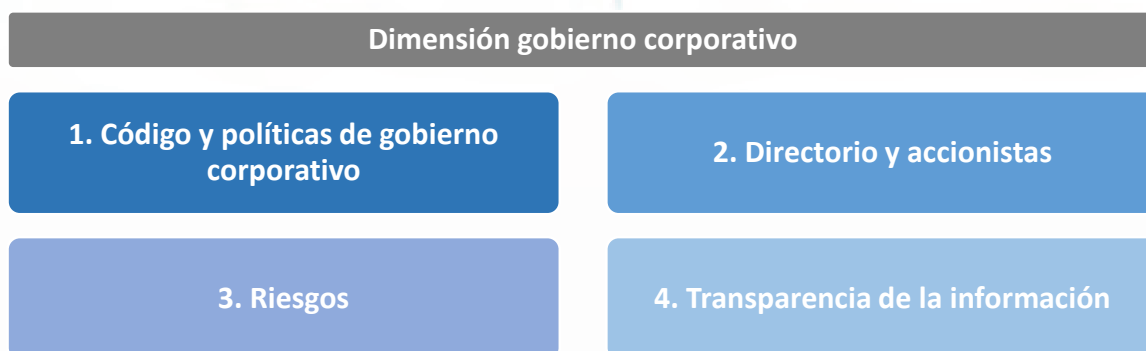 Dimensión gobierno corporativo
1. Código y políticas de gobierno
corporativo
2. Directorio y accionistas
3. Riesgos
4. Transparencia de la información